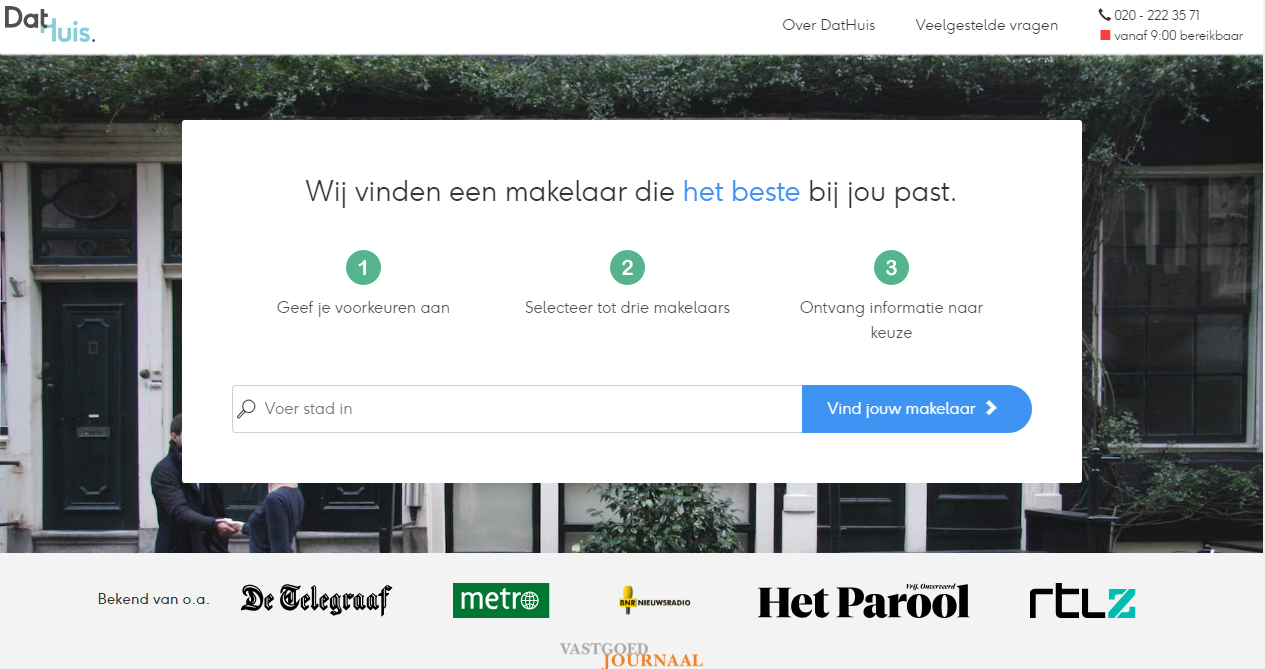 DatHuis.
Over DatHuis
Veelgestelde vragen
020 - 222 35 71
vanaf 9:00 bereikbaar
Wij vinden een makelaar die het beste bij jou past.
1
Geef je voorkeuren aan
2
Selecteer tot drie makelaars
3
Ontvang informatie naar
keuze
Voer stad in
Vind jouw makelaar
Bekend van o.a.
De Telegraaf
metro
BNR NIEUWSRADIO
Vrij, Onverveerd
Het Parool
rtlz
VASTGOED
JOURNAAL